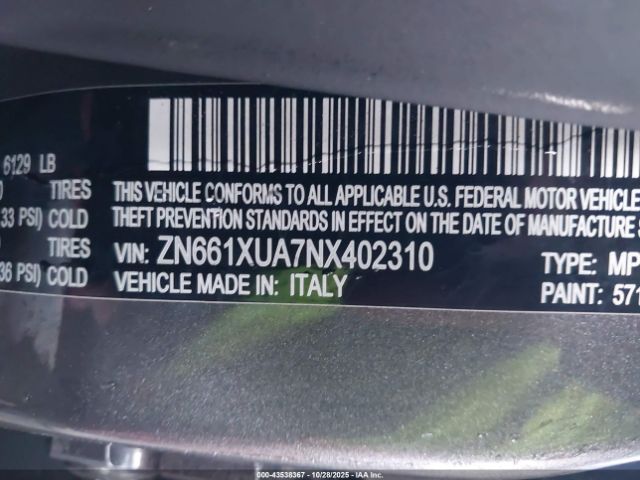 6129 LB
TIRES
33 PSI) COLD
TIRES
36 PSI) COLD
THIS VEHICLE CONFORMS TO ALL APPLICABLE U.S. FEDERAL MOTOR VEHICLE
THEFT PREVENTION STANDARDS IN EFFECT ON THE DATE OF MANUFACTURE
VIN: ZN661XUA7NX402310
TYPE: MP
VEHICLE MADE IN: ITALY
PAINT: 571
000-43538367 - 10/28/2025 - IAA.com